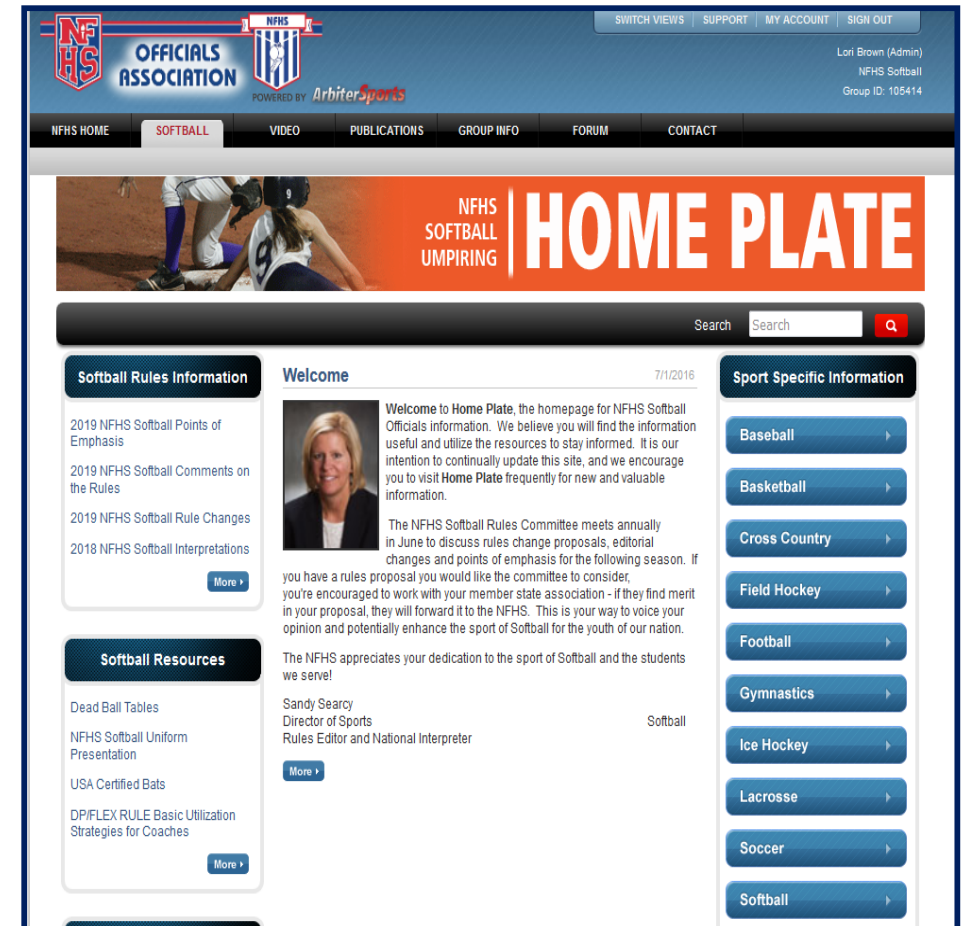 SWITCH VIEWS SUPPORT MY ACCOUNT SIGN OUT
NFHS
NFHS
OFFICIALS
ASSOCIATION
POWERED BY ArbiterSports
Lori Brown (Admin)
NFHS Softball
Group ID: 105414
NFHS HOME SOFTBALL VIDEO PUBLICATIONS GROUP INFO FORUM CONTACT
9
9
NFHS
SOFTBALL
UMPIRING
HOME PLATE
Search Search
Softball Rules Information
2019 NFHS Softball Points of
Emphasis
2019 NFHS Softball Comments on
the Rules
2019 NFHS Softball Rule Changes
2018 NFHS Softball Interpretations
More
Softball Resources
Dead Ball Tables
NFHS Softball Uniform
Presentation
USA Certified Bats
DP/FLEX RULE Basic Utilization
Strategies for Coaches
More
Welcome 7/1/2016
Welcome to Home Plate, the homepage for NFHS Softball
Officials information. We believe you will find the information
useful and utilize the resources to stay informed. It is our
intention to continually update this site, and we encourage
you to visit Home Plate frequently for new and valuable
information.
The NFHS Softball Rules Committee meets annually
in June to discuss rules change proposals, editorial
changes and points of emphasis for the following season. If
you have a rules proposal you would like the committee to consider,
you're encouraged to work with your member state association - if they find merit
in your proposal, they will forward it to the NFHS. This is your way to voice your
opinion and potentially enhance the sport of Softball for the youth of our nation.
The NFHS appreciates your dedication to the sport of Softball and the students
we serve!
Sandy Searcy
Director of Sports Softball
Rules Editor and National Interpreter
More
Sport Specific Information
Baseball
Basketball
Cross Country
Field Hockey
Football
Gymnastics
Ice Hockey
Lacrosse
Soccer
Softball